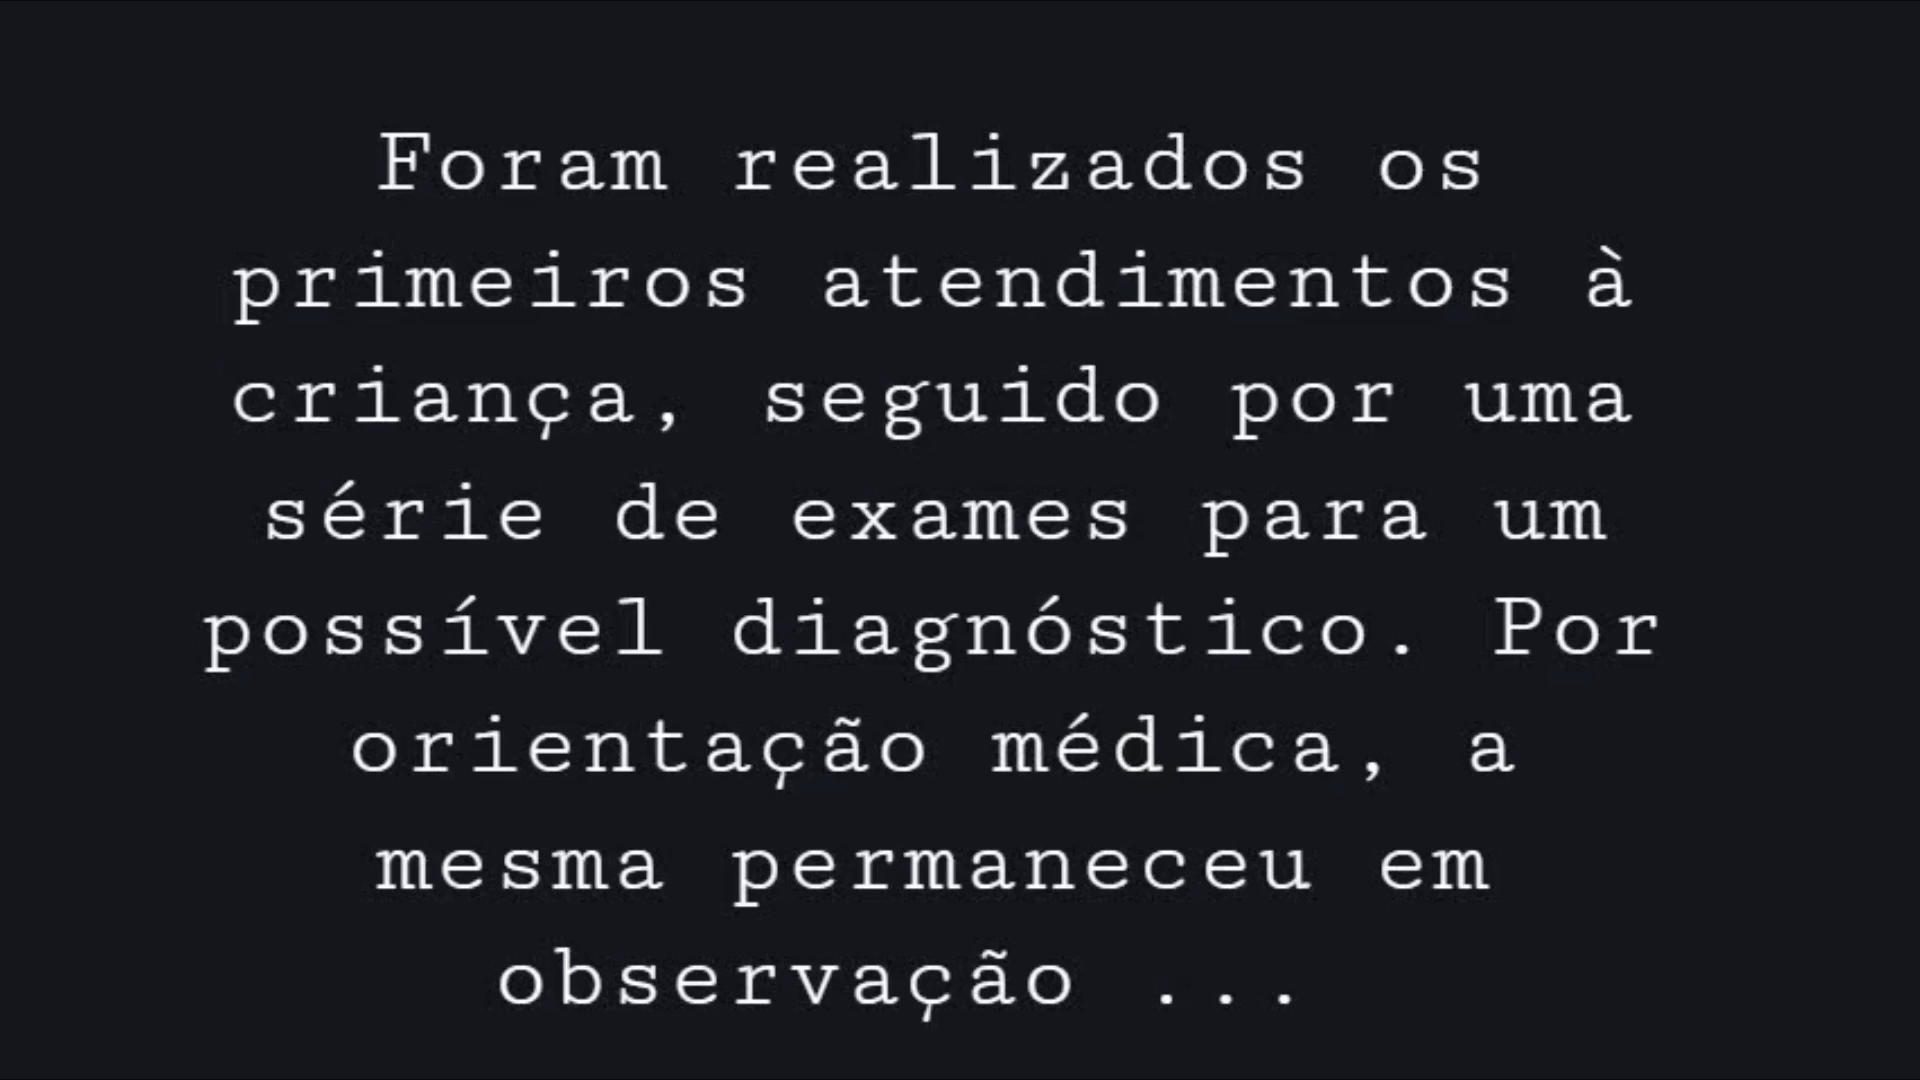 Foram realizados os
primeiros atendimentos à
criança, seguido por uma
série de exames para um
possível diagnóstico. Por
orientação médica, a
mesma permaneceu em
observação ...